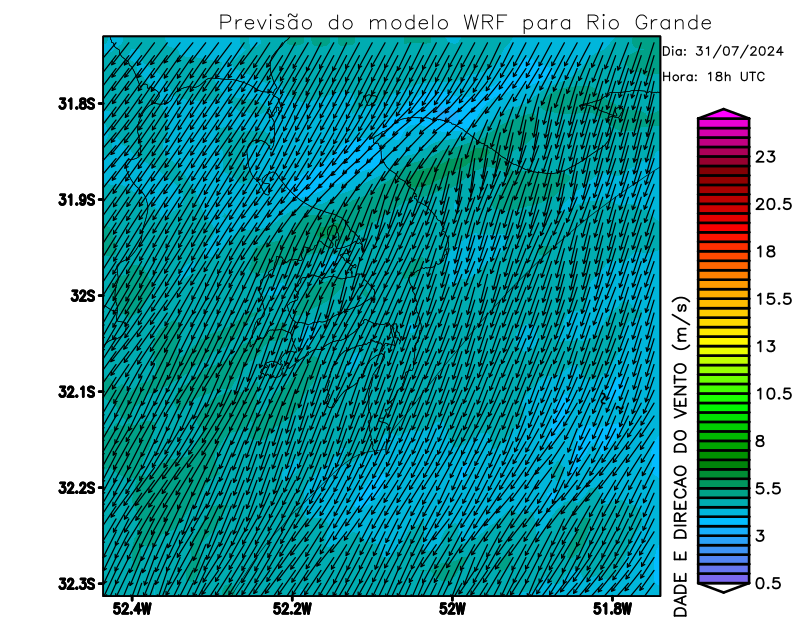 Previsão do modelo WRF para Rio Grande
Dia: 31/07/2024
Hora: 18h UTC
31.8S
31.9S
32S
32.1S
32.2S
32.3S
52.4W
52.2W
52W
51.8W
23
20.5
18
15.5
13
10.5
8
5.5
3
0.5
DADE E DIRECAO DO VENTO (m/s)